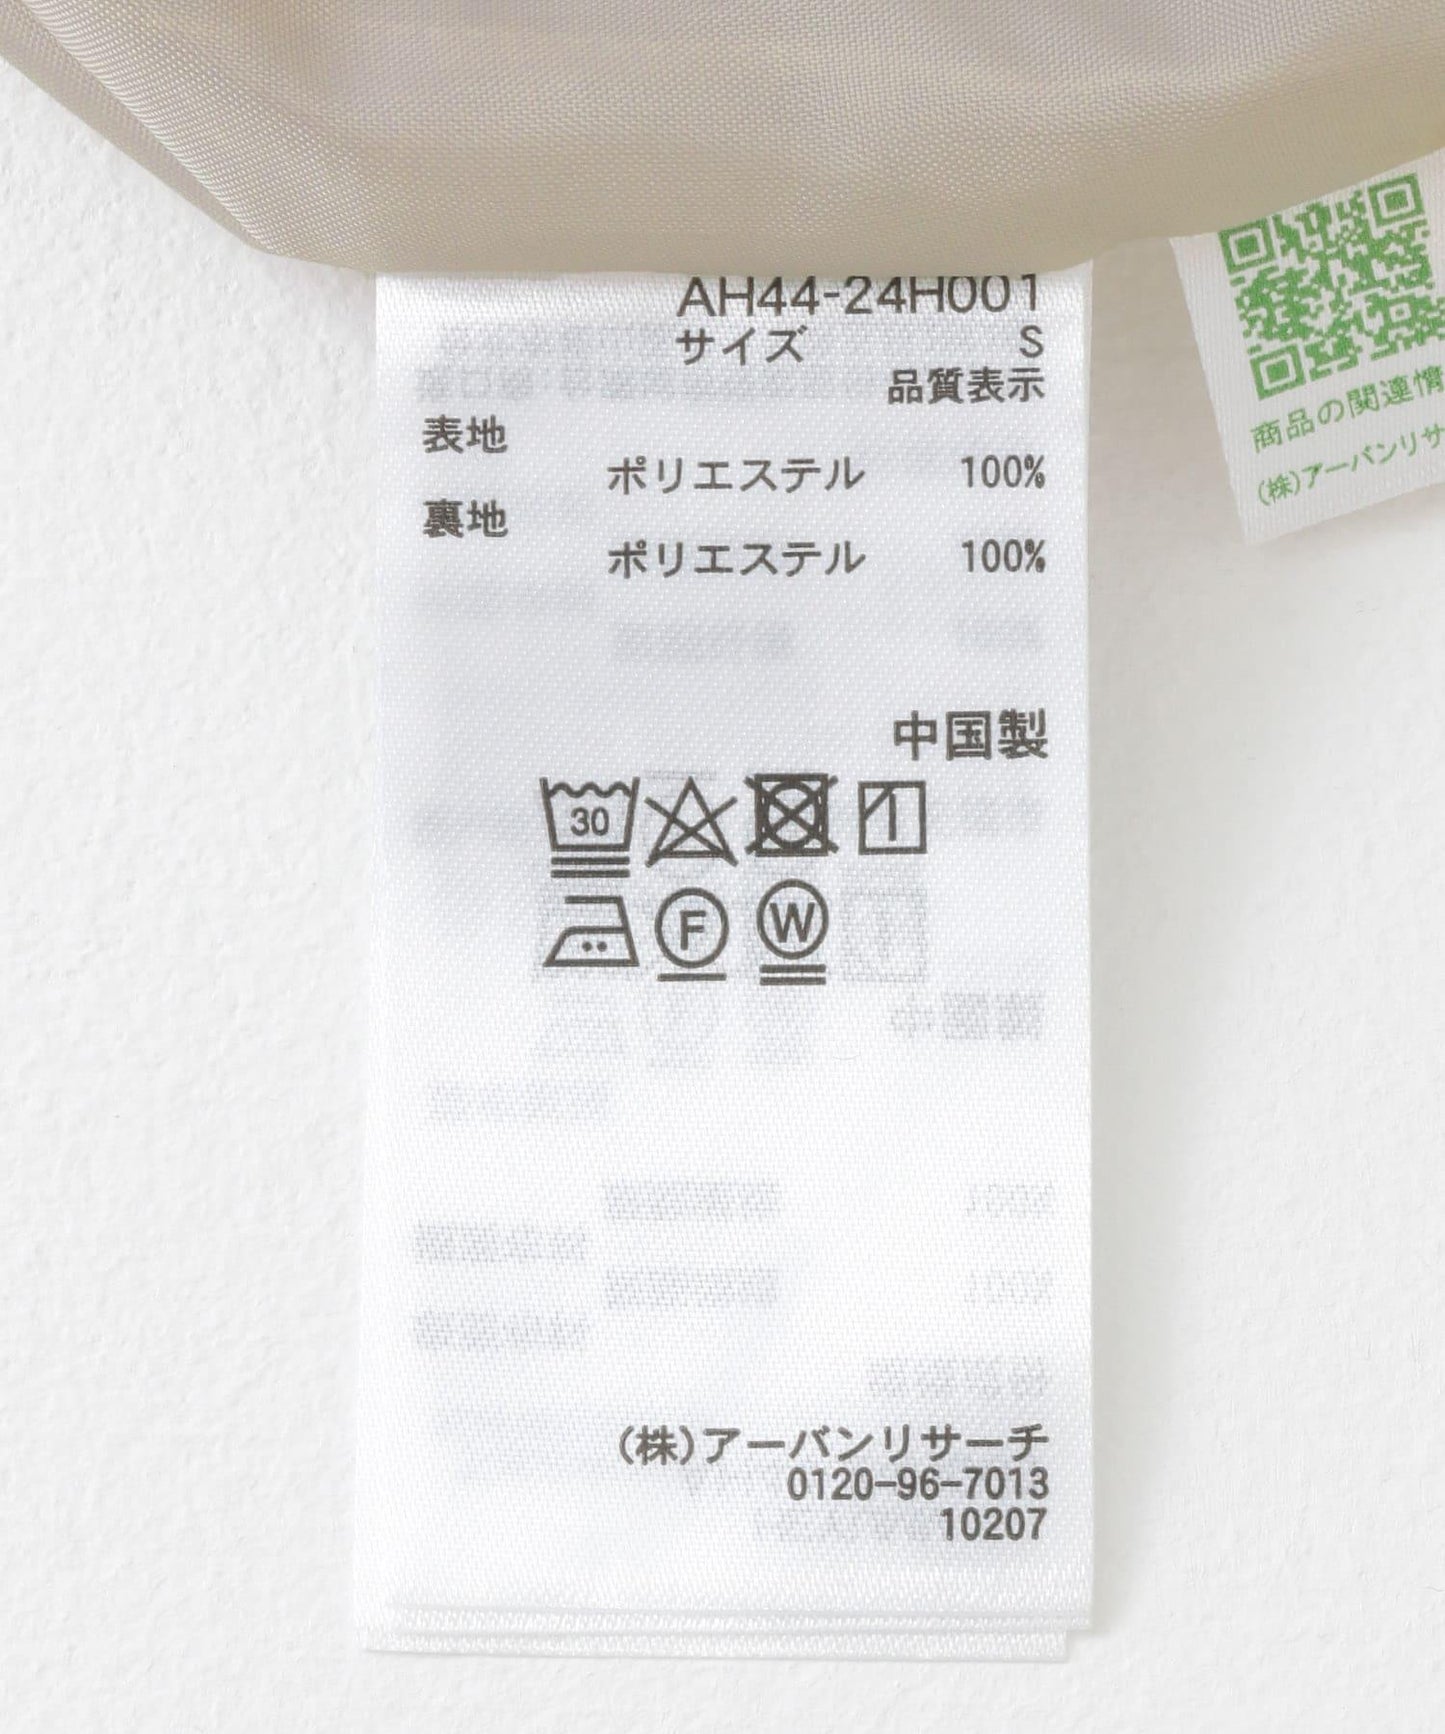 AH44-24H001
サイズ S
品質表示
表地
ポリエステル 100%
裏地
ポリエステル 100%
中国製
30
F W
(株)アーバンリサーチ
0120-96-7013
10207
商品の関連情
(株)アーバンリサ